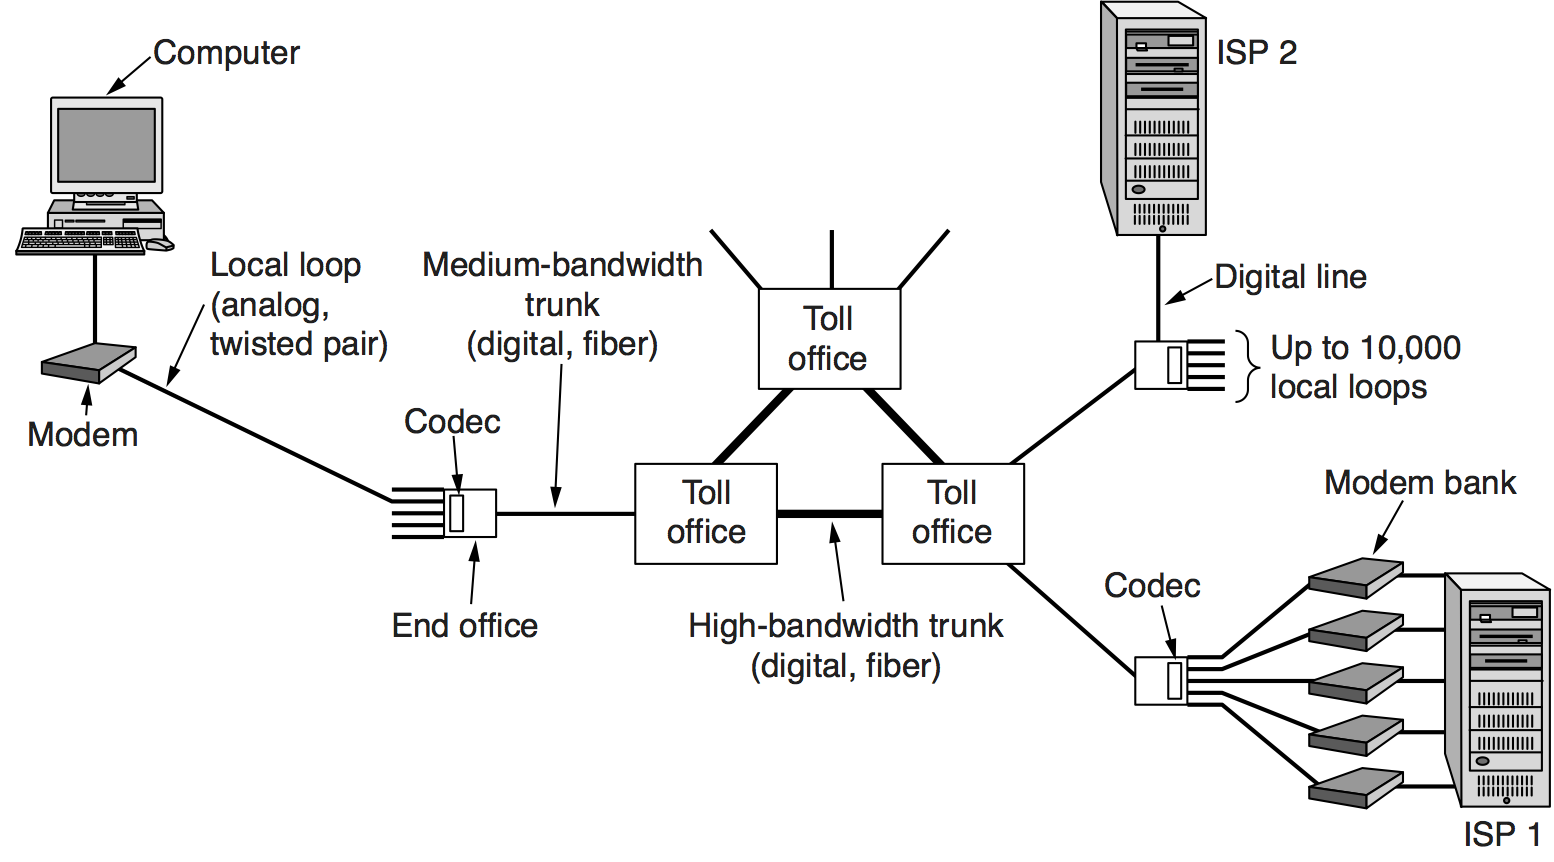 Computer
ISP 2
Local loop
(analog,
twisted pair)
Medium-bandwidth
trunk
(digital, fiber)
Digital line
Toll
office
Up to 10,000
local loops
Modem
Codec
Toll
office
Toll
office
Modem bank
End office
High-bandwidth trunk
(digital, fiber)
Codec
ISP 1